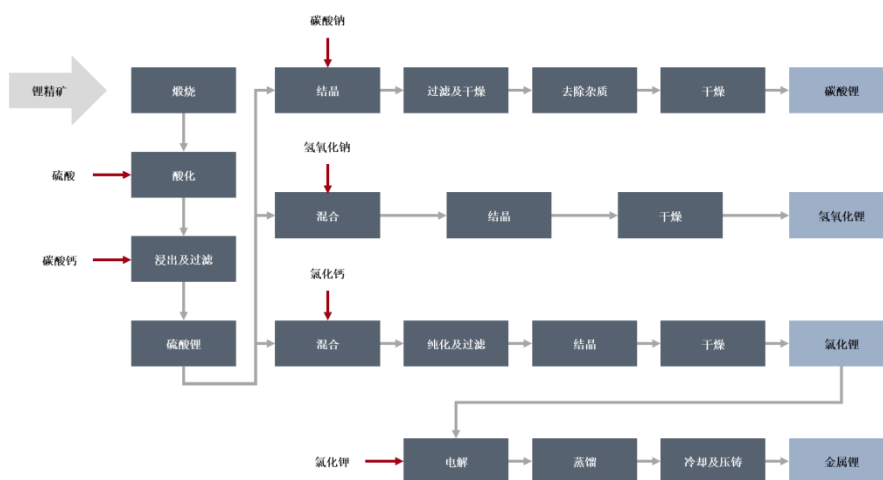 碳酸钠
锂精矿
煅烧
结晶
过滤及干燥
去除杂质
干燥
碳酸锂
氢氧化钠
硫酸
酸化
混合
结晶
干燥
氢氧化锂
碳酸钙
浸出及过滤
氯化钙
硫酸锂
混合
纯化及过滤
结晶
干燥
氯化锂
氯化钾
电解
蒸馏
冷却及压铸
金属锂